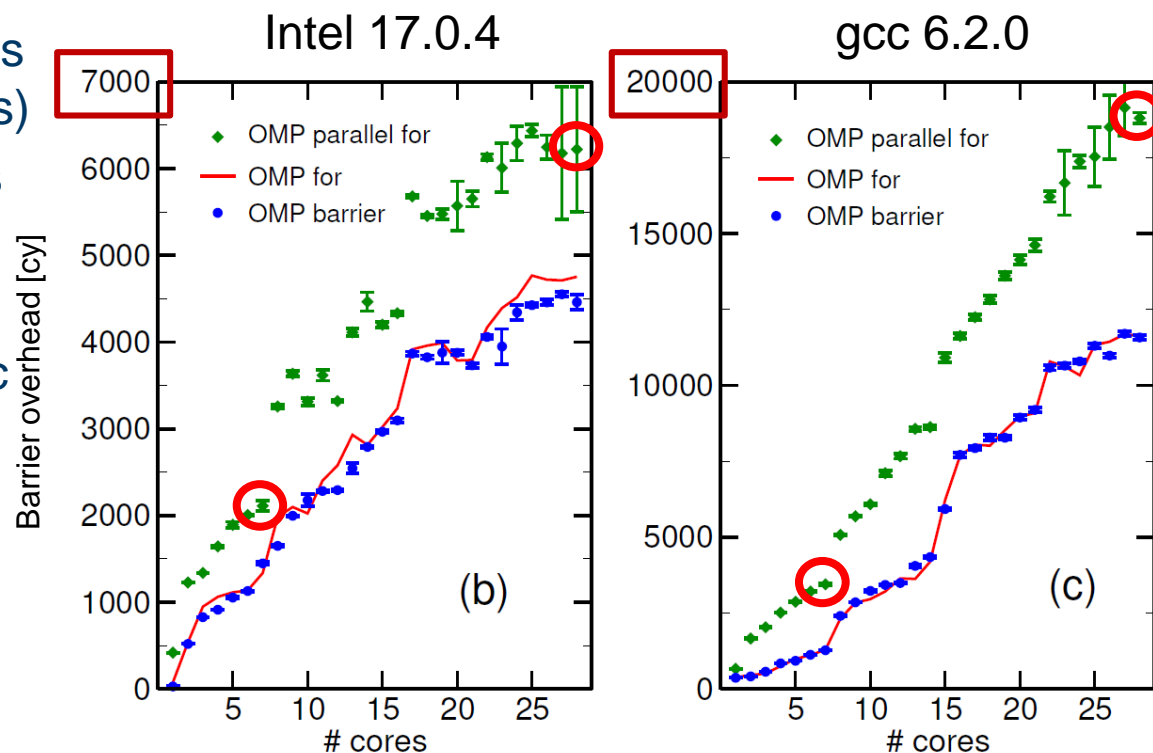 s
s)
c
Intel 17.0.4
7000
6000
5000
4000
3000
2000
1000
0
Barrier overhead [cy]
OMP parallel for
OMP for
OMP barrier
(b)
5 10 15 20 25
# cores
gcc 6.2.0
20000
15000
10000
5000
0
OMP parallel for
OMP for
OMP barrier
(c)
5 10 15 20 25
# cores